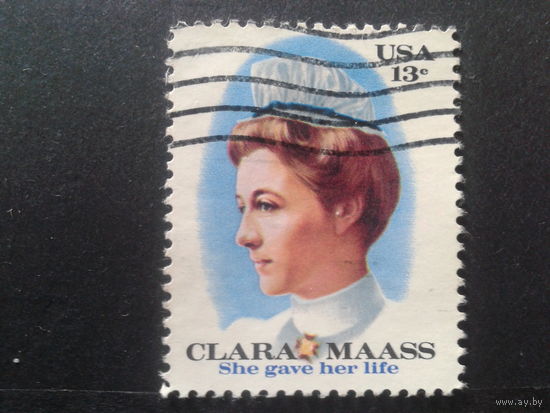 USA
13c
CLARA MAASS
She gave her life
www.ay.by